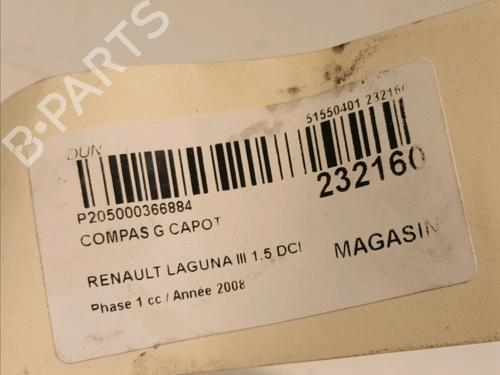 B-PARTS
DUN
51550401 232160
P205000366884
232160
COMPAS G CAPOT
RENAULT LAGUNA III 1.5 DCI
MAGASIN
Phase 1 cc / Année 2008